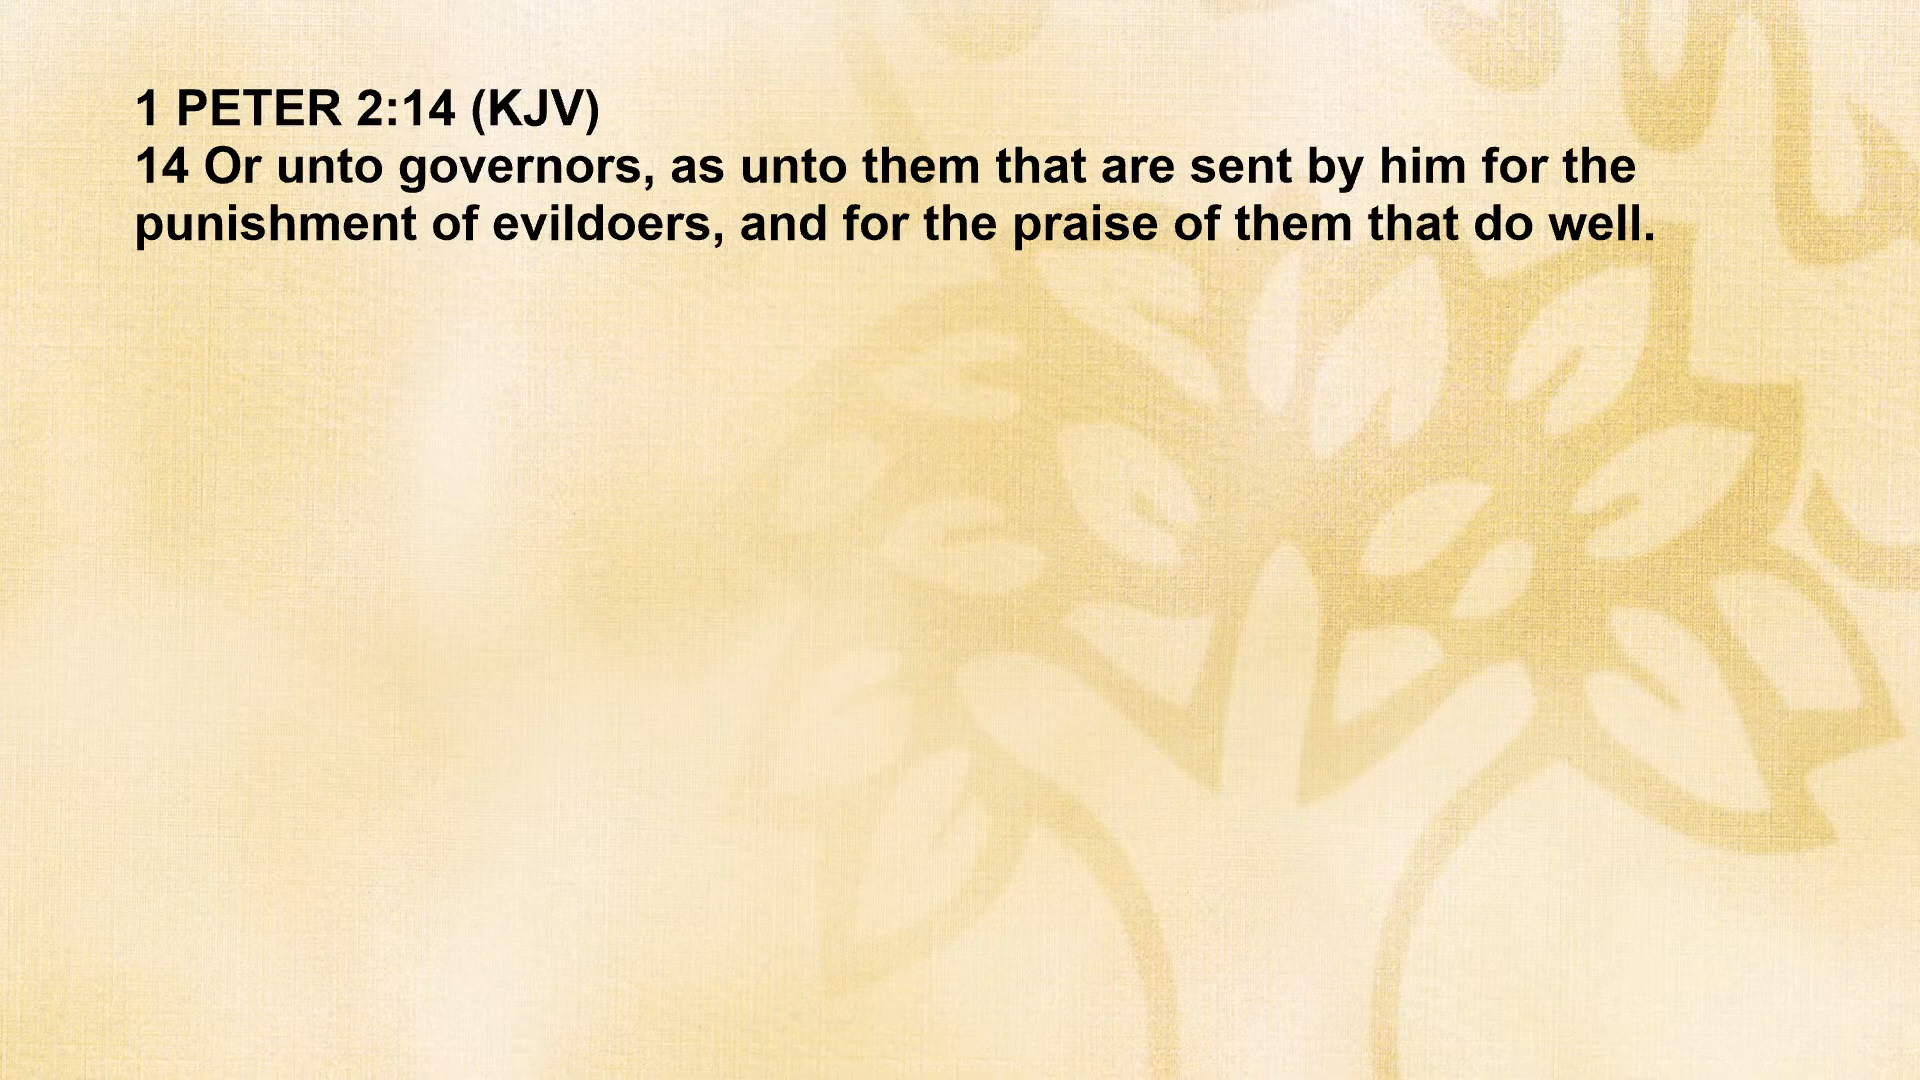 1 PETER 2:14 (KJV)
14 Or unto governors, as unto them that are sent by him for the
punishment of evildoers, and for the praise of them that do well.